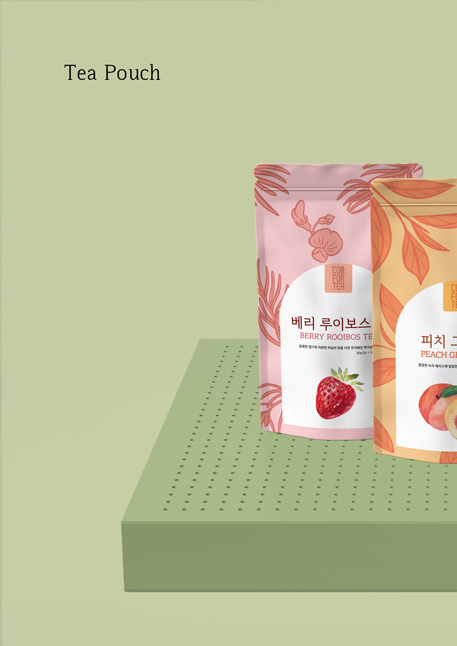 Tea Pouch
COM
FOR
TEA
베리 루이보스
BERRY ROOIBOS TE
피치 그
PEACH GR